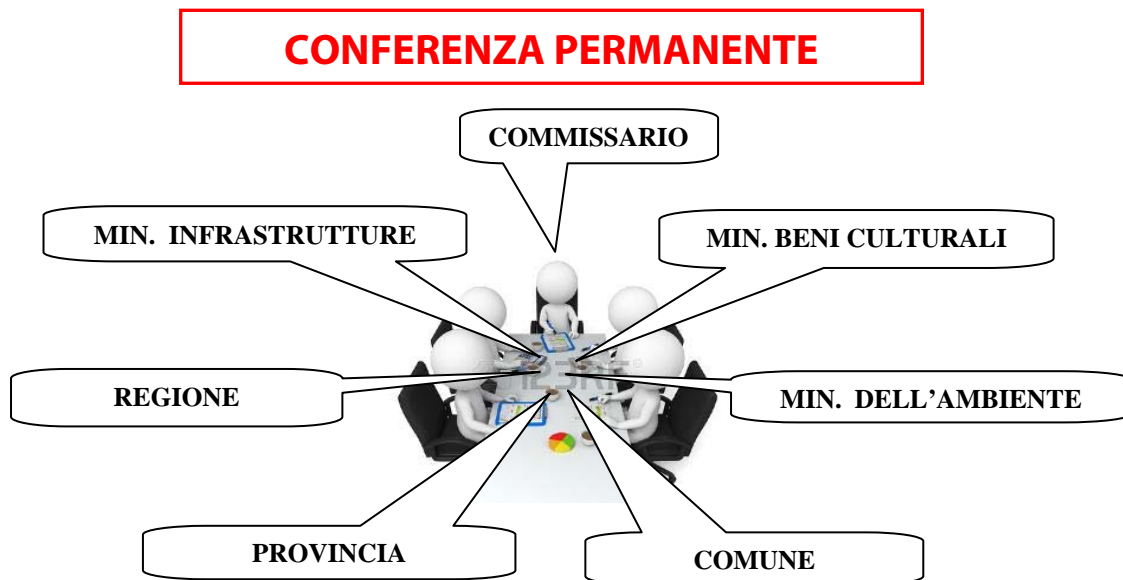 CONFERENZA PERMANENTE
COMMISSARIO
MIN. INFRASTRUTTURE
MIN. BENI CULTURALI
REGIONE
MIN. DELL'AMBIENTE
PROVINCIA
COMUNE